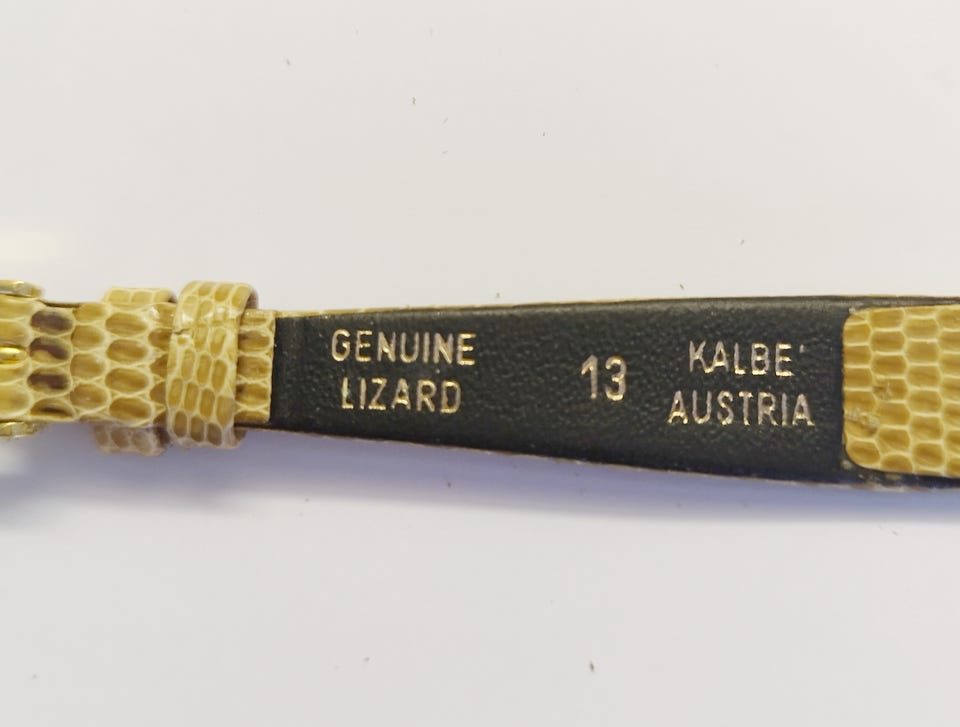 GENUINE
LIZARD
13
KALBE'
AUSTRIA